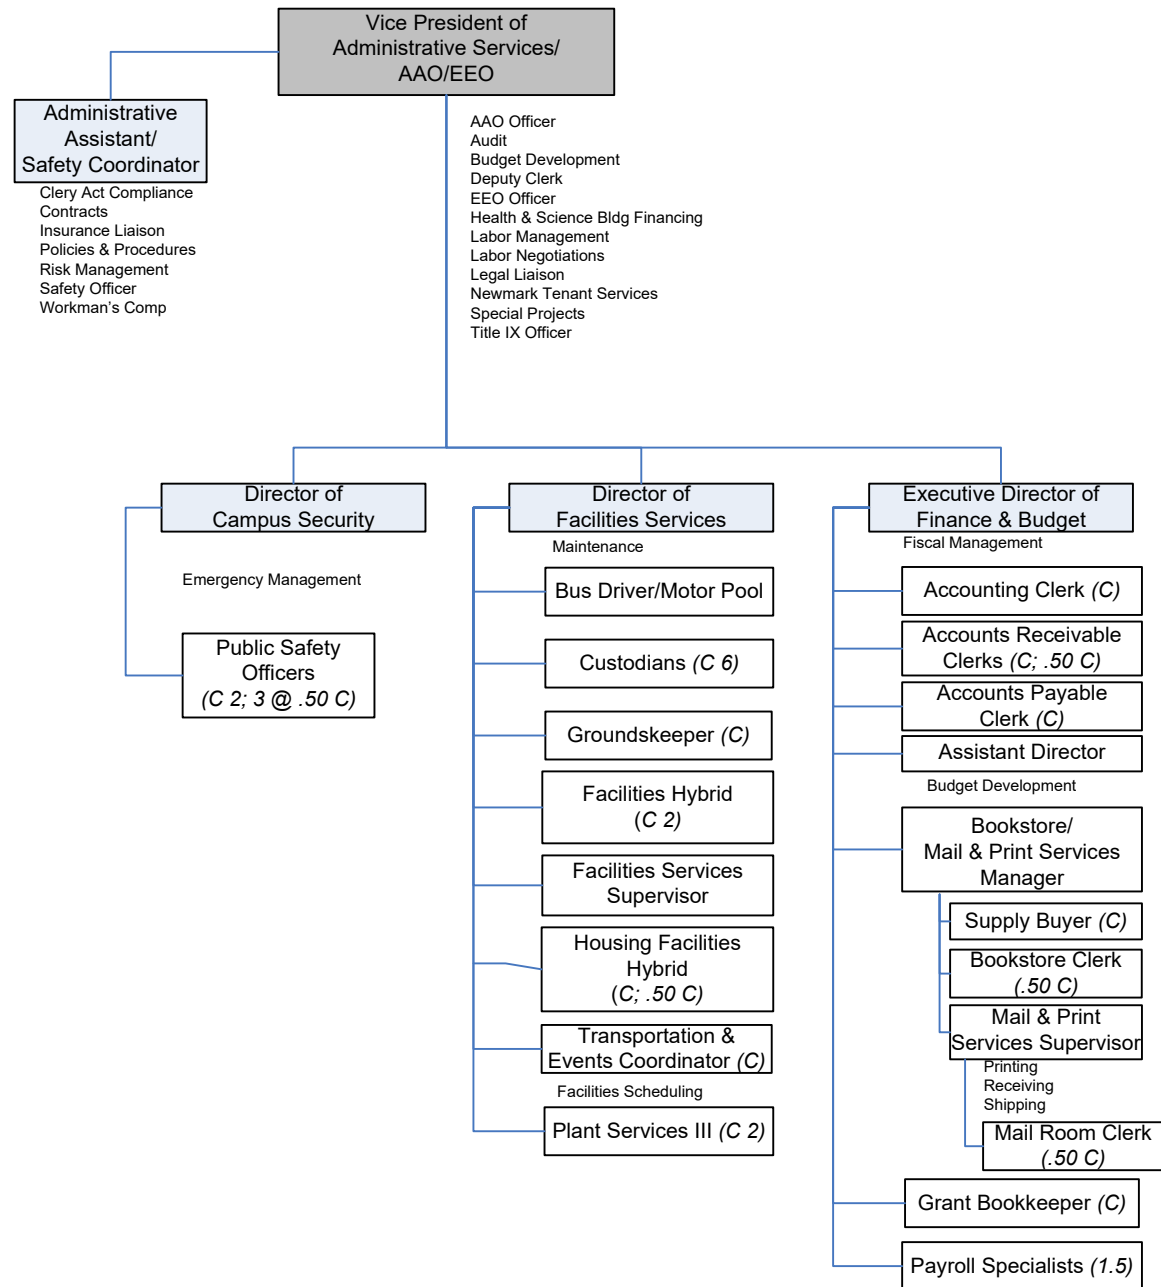 Vice President of
Administrative Services/
AAO/EEO
Administrative
Assistant/
Safety Coordinator
Clery Act Compliance
Contracts
Insurance Liaison
Policies & Procedures
Risk Management
Safety Officer
Workman's Comp
AAO Officer
Audit
Budget Development
Deputy Clerk
EEO Officer
Health & Science Bldg Financing
Labor Management
Labor Negotiations
Legal Liaison
Newmark Tenant Services
Special Projects
Title IX Officer
Director of
Campus Security
Emergency Management
Public Safety
Officers
(C 2; 3 @ .50 C)
Director of
Facilities Services
Maintenance
Bus Driver/Motor Pool
Custodians (C 6)
Groundskeeper (C)
Facilities Hybrid
(C 2)
Facilities Services
Supervisor
Housing Facilities
Hybrid
(C; .50 C)
Transportation &
Events Coordinator (C)
Facilities Scheduling
Plant Services III (C 2)
Executive Director of
Finance & Budget
Fiscal Management
Accounting Clerk (C)
Accounts Receivable
Clerks (C; .50 C)
Accounts Payable
Clerk (C)
Assistant Director
Budget Development
Bookstore/
Mail & Print Services
Manager
Supply Buyer (C)
Bookstore Clerk
(.50 C)
Mail & Print
Services Supervisor
Printing
Receiving
Shipping
Mail Room Clerk
(.50 C)
Grant Bookkeeper (C)
Payroll Specialists (1.5)